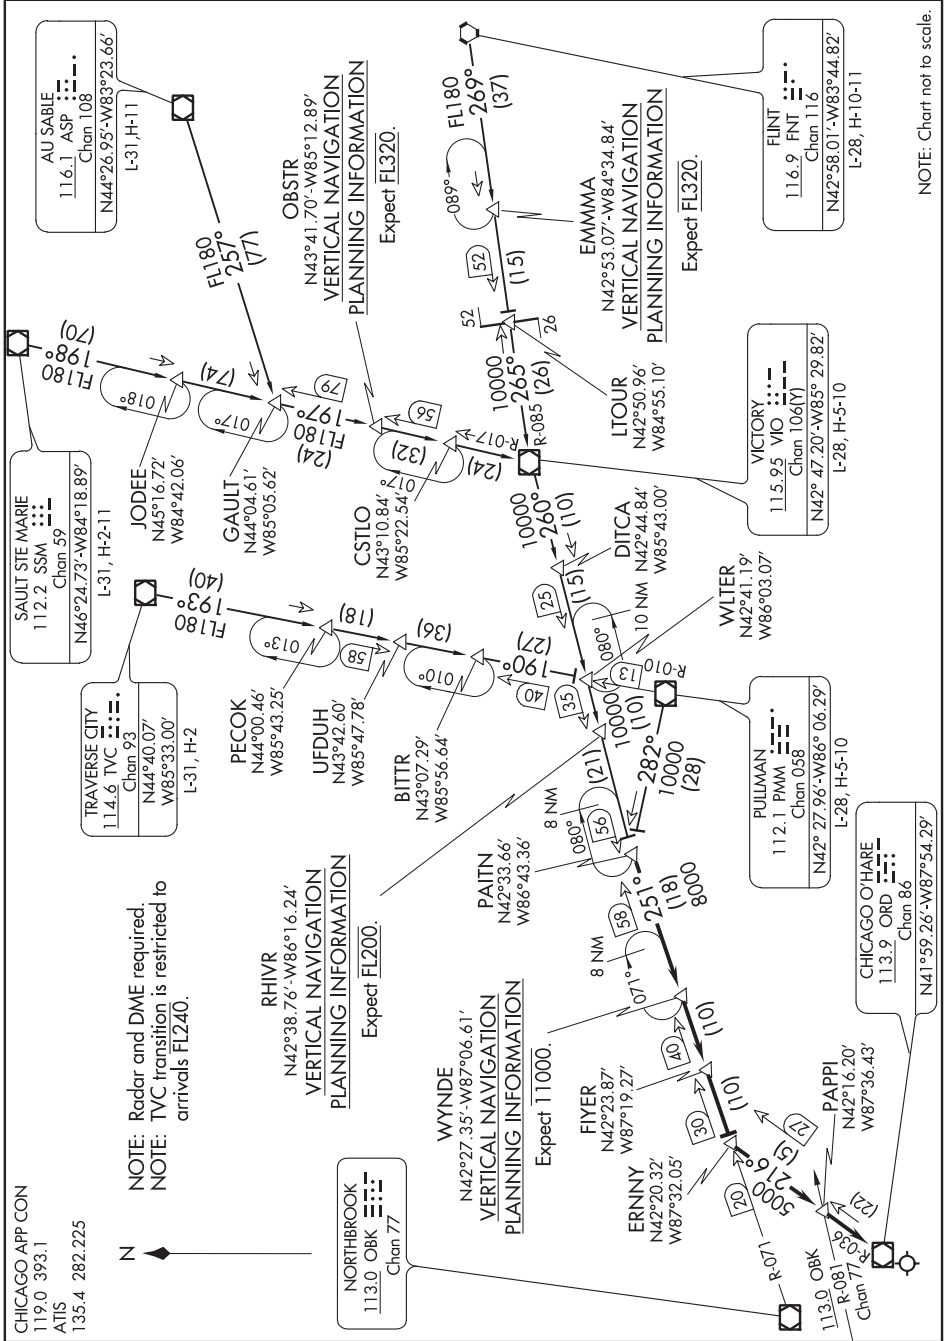 CHICAGO APP CON
119.0 393.1
ATIS
135.4 282.225
N
NOTE: Radar and DME required.
NOTE: TVC transition is restricted to
arrivals FL240.
TRAVERSE CITY
114.6 TVC
Chan 93
N44°40.07'
W85°33.00'
L-31, H-2
SAULT STE MARIE
112.2 SSM
Chan 59
N46°24.73'-W84°18.89'
L-31, H-2-11
AU SABLE
116.1 ASP
Chan 108
N44°26.95'-W83°23.66'
L-31,H-11
FL180
198°
(70)
018°
JODEE
N45°16.72'
W84°42.06'
(74)
017°
GAULT
N44°04.61'
W85°05.62'
FL180
257°
(77)
79
FL180
197°
(24)
OBSTR
N43°41.70'-W85°12.89'
VERTICAL NAVIGATION
PLANNING INFORMATION
Expect FL320.
56
(32)
017°
CSTLO
N43°10.84'
W85°22.54'
(24)
R-017
FL180
193°
(40)
013°
PECOK
N44°00.46'
W85°43.25'
(18)
58
UFDUH
N43°42.60'
W85°47.78'
(36)
010°
BITTR
N43°07.29'
W85°56.64'
190°
(27)
40
FL180
269°
(37)
089°
EMMMA
N42°53.07'-W84°34.84'
VERTICAL NAVIGATION
PLANNING INFORMATION
Expect FL320.
52
(15)
52
26
LTOUR
N42°50.96'
W84°55.10'
10000
265°
(26)
R-085
FLINT
116.9 FNT
Chan 116
N42°58.01'-W83°44.82'
L-28, H-10-11
VICTORY
115.95 VIO
Chan 106(Y)
N42° 47.20'-W85° 29.82'
L-28, H-5-10
10000
260°
(10)
DITCA
N42°44.84'
W85°43.00'
(15)
25
080°
10 NM
WLTER
N42°41.19'
W86°03.07'
13
R-010
35
10000
(10)
RHIVR
N42°38.76'-W86°16.24'
VERTICAL NAVIGATION
PLANNING INFORMATION
Expect FL200.
(21)
282°
10000
(28)
PULLMAN
112.1 PMM
Chan 058
N42° 27.96'-W86° 06.29'
L-28, H-5-10
8 NM
080°
56
PAITN
N42°33.66'
W86°43.36'
58
251°
(18)
8000
8 NM
071°
WYNDE
N42°27.35'-W87°06.61'
VERTICAL NAVIGATION
PLANNING INFORMATION
Expect 11000.
(10)
40
FIYER
N42°23.87'
W87°19.27'
(10)
30
ERNNY
N42°20.32'
W87°32.05'
20
R-071
5000
216°
(5)
27
PAPPI
N42°16.20'
W87°36.43'
(22)
R-036
113.0 OBK
R-081
Chan 77
NORTHBROOK
113.0 OBK
Chan 77
CHICAGO O'HARE
113.9 ORD
Chan 86
N41°59.26'-W87°54.29'
NOTE: Chart not to scale.